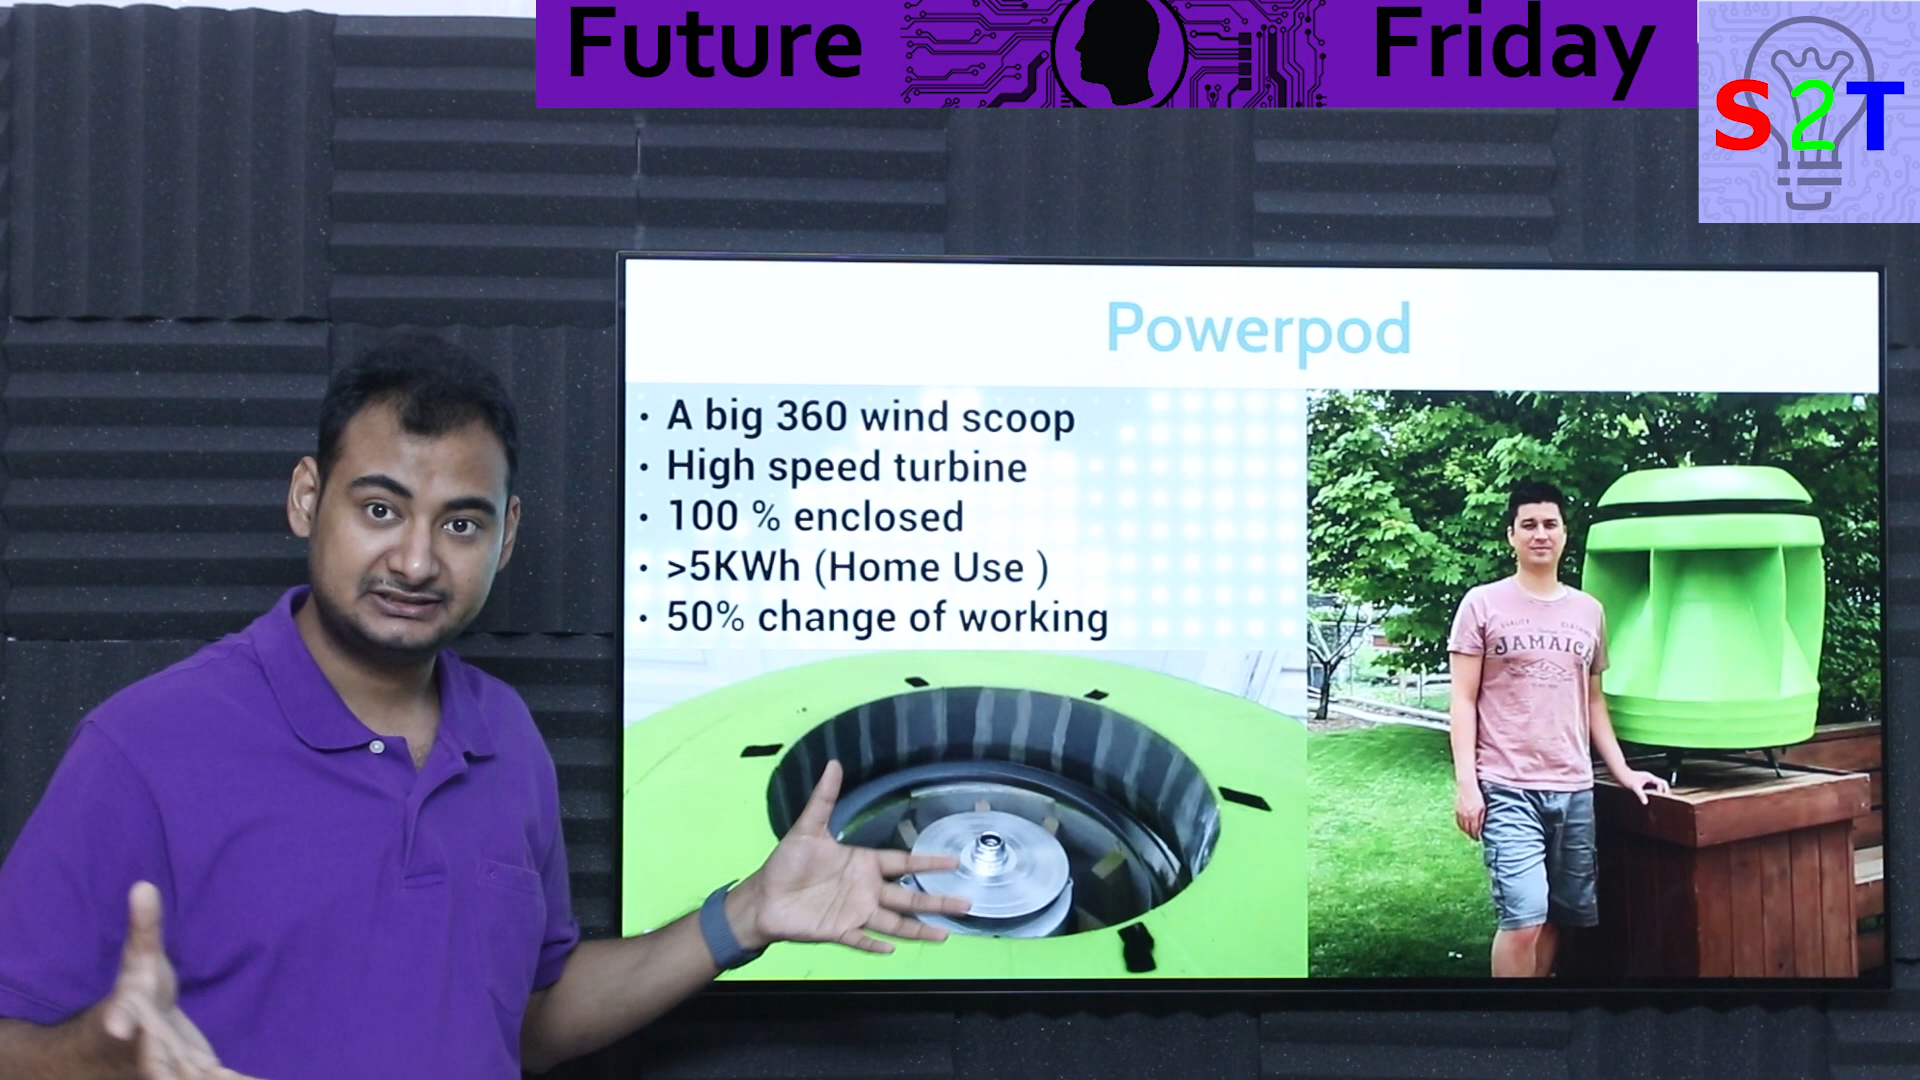 Future Friday
S2T
Powerpod
• A big 360 wind scoop
• High speed turbine
• 100 % enclosed
• >5KWh (Home Use )
• 50% change of working
JAMAICA